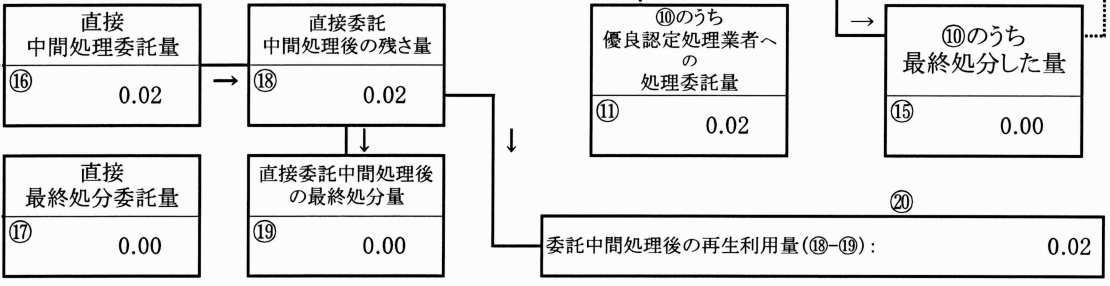 直接
中間処理委託量
⑯
0.02
→
直接委託
中間処理後の残さ量
⑱
0.02
⑩のうち
優良認定処理業者へ
の
処理委託量
⑪
0.02
→
⑩のうち
最終処分した量
⑮
0.00
直接
最終処分委託量
⑰
0.00
↓
直接委託中間処理後
の最終処分量
⑲
0.00
↓
⑳
委託中間処理後の再生利用量(⑱-⑲):
0.02